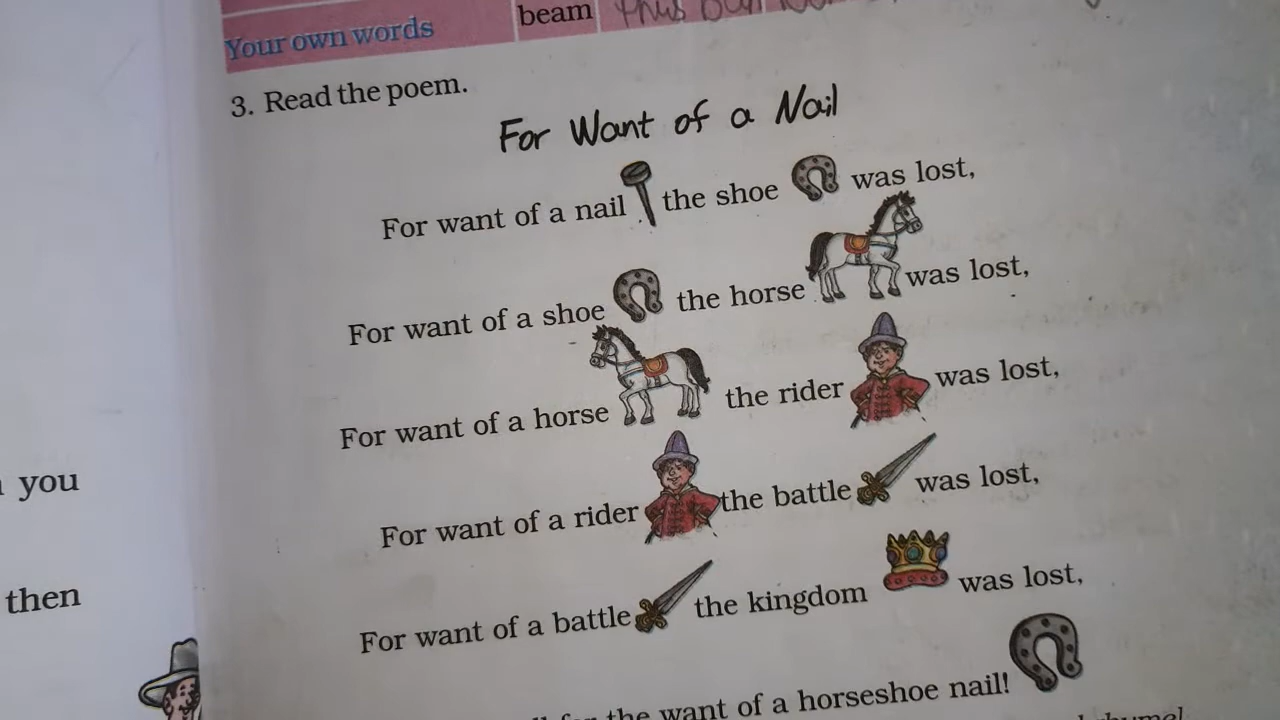 Your own words beam
3. Read the poem.
For Want of a Nail
For want of a nail the shoe was lost,
For want of a shoe the horse was lost,
For want of a horse the rider was lost,
For want of a rider the battle was lost,
For want of a battle the kingdom was lost,
the want of a horseshoe nail!
you
then